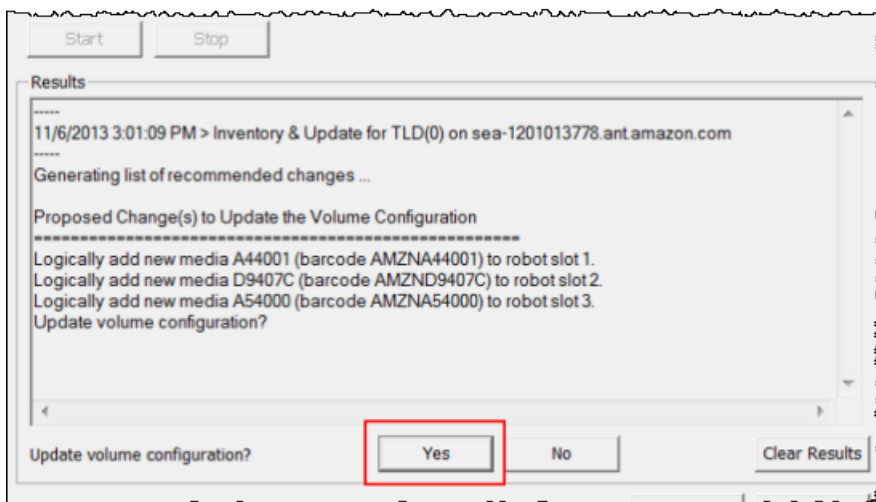 Start Stop
Results
-----
11/6/2013 3:01:09 PM > Inventory & Update for TLD(0) on sea-1201013778.ant.amazon.com
-----
Generating list of recommended changes ...
Proposed Change(s) to Update the Volume Configuration
====================================================
Logically add new media A44001 (barcode AMZNA44001) to robot slot 1.
Logically add new media D9407C (barcode AMZND9407C) to robot slot 2.
Logically add new media A54000 (barcode AMZNA54000) to robot slot 3.
Update volume configuration?
Update volume configuration? Yes No Clear Results